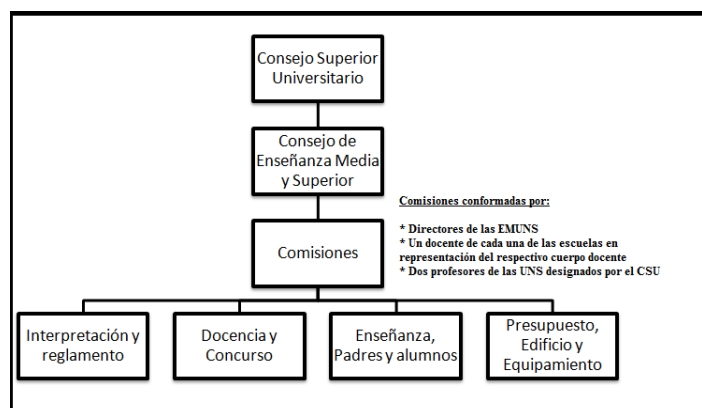 Consejo Superior
Universitario
Consejo de
Enseñanza Media
y Superior
Comisiones conformadas por:
* Directores de las EMUNS
* Un docente de cada una de las escuelas en
representación del respectivo cuerpo docente
* Dos profesores de las UNS designados por el CSU
Comisiones
Interpretación y
reglamento
Docencia y
Concurso
Enseñanza,
Padres y alumnos
Presupuesto,
Edificio y
Equipamiento